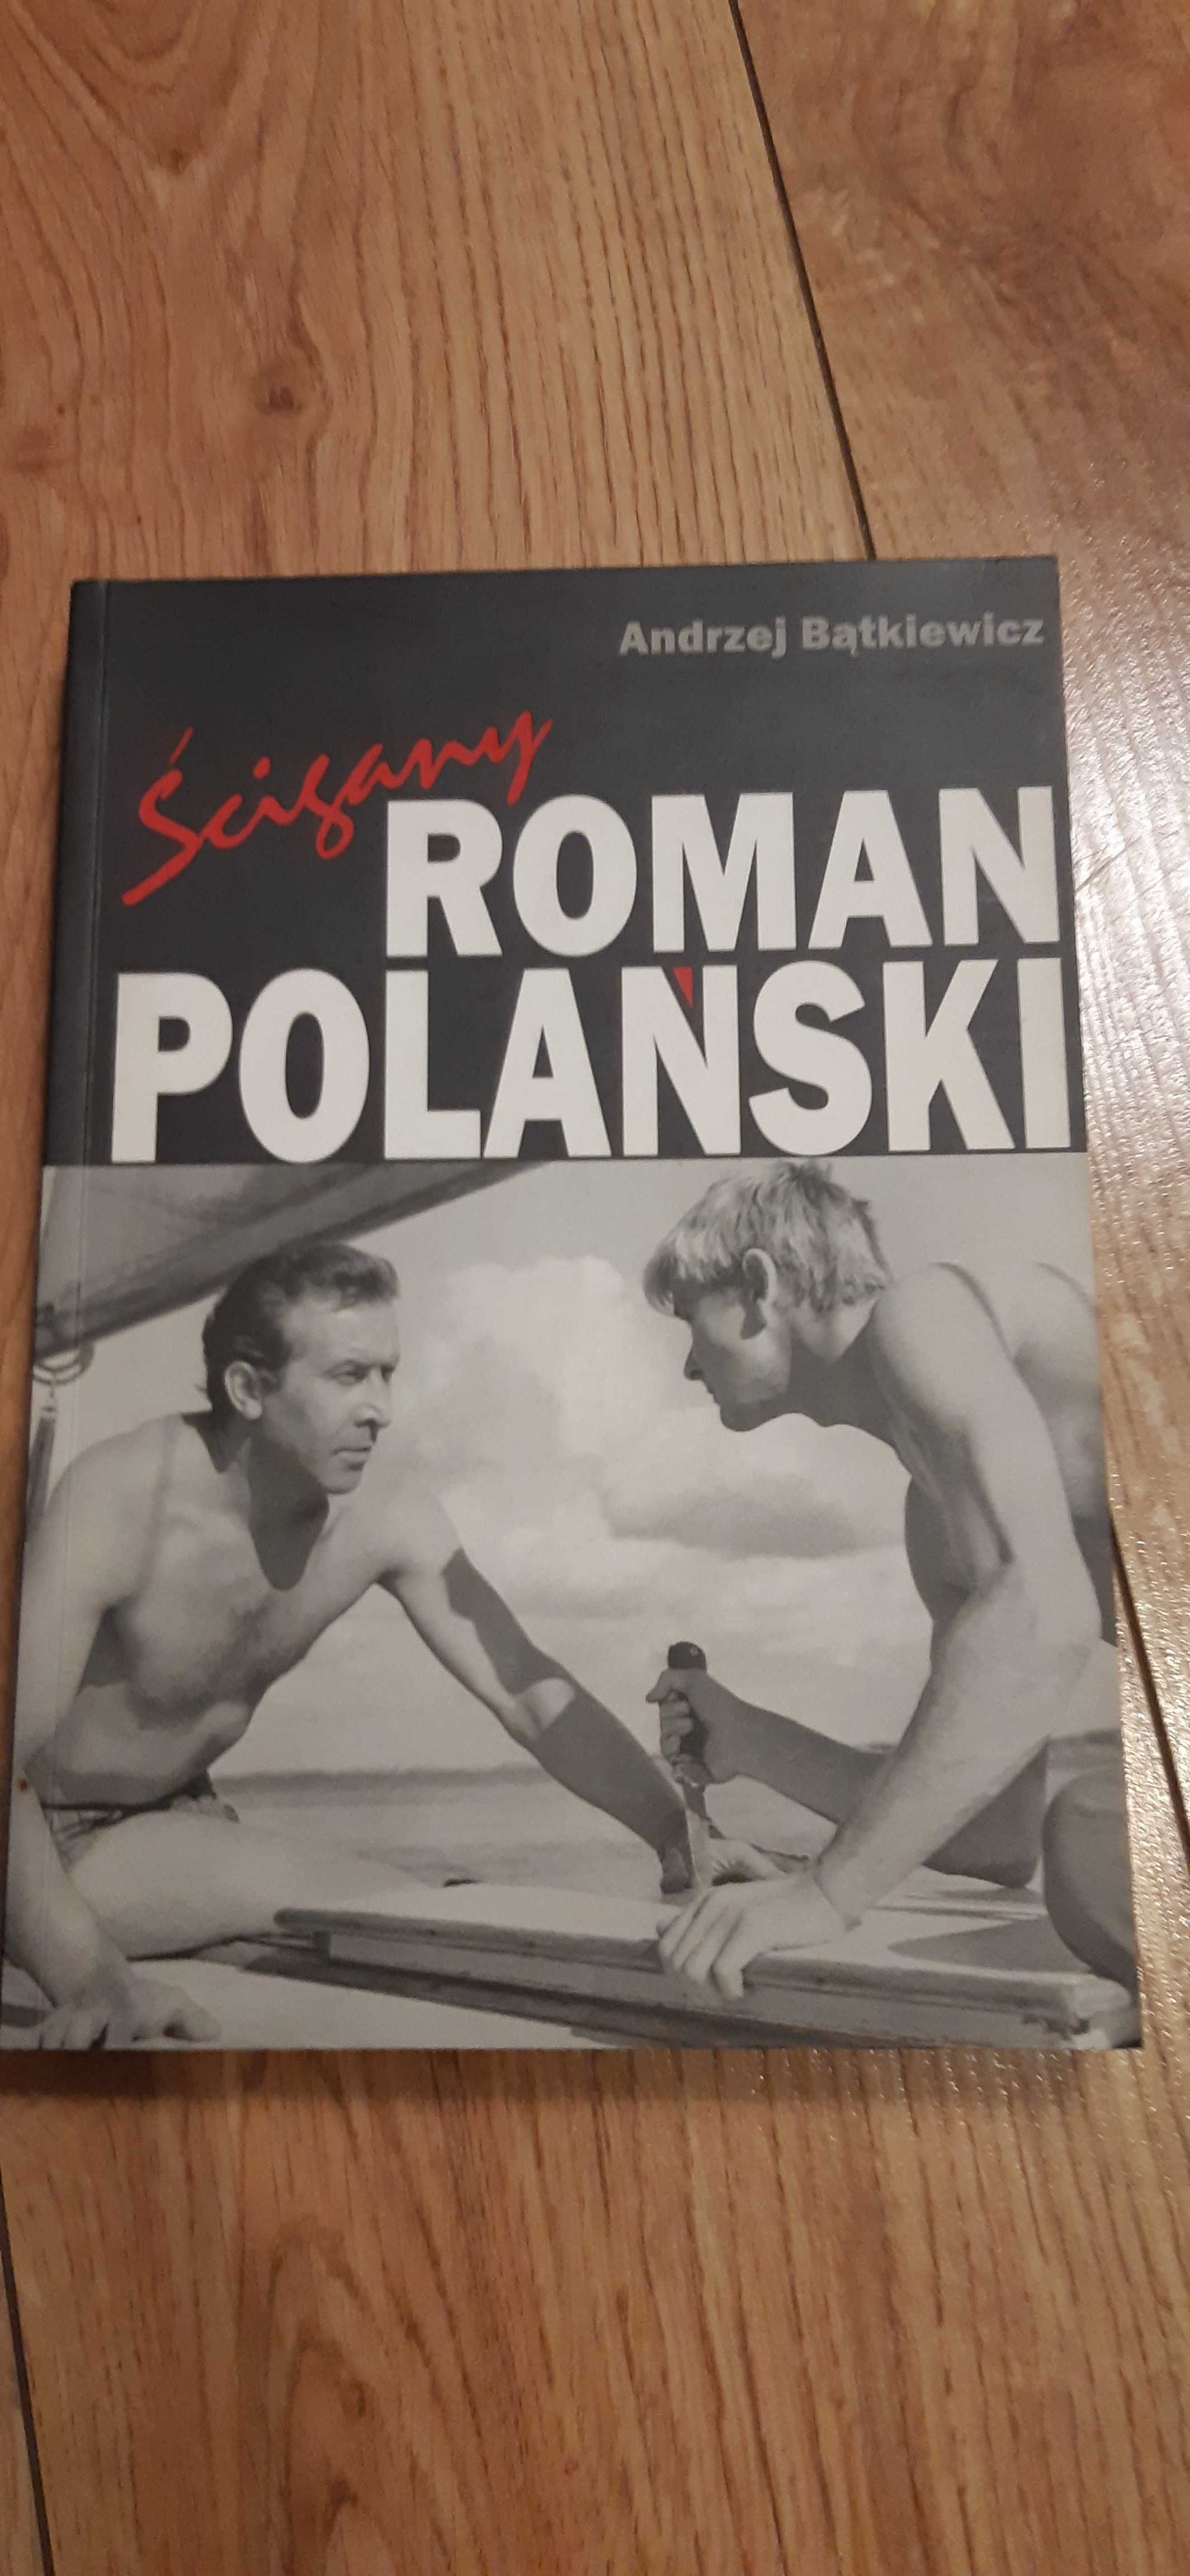 Andrzej Bątkiewicz
Ścigany
ROMAN
POLAŃSKI